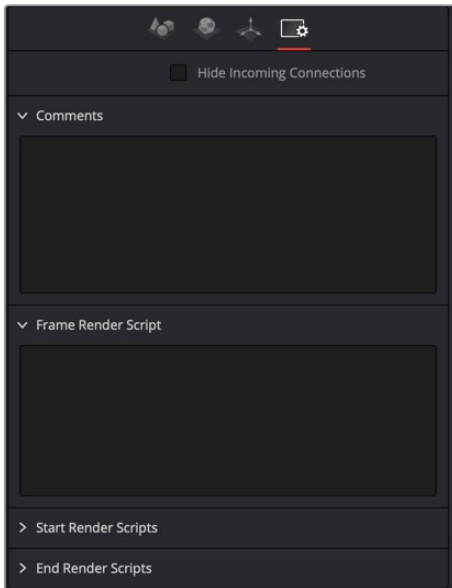 Hide Incoming Connections
Comments
Frame Render Script
Start Render Scripts
End Render Scripts